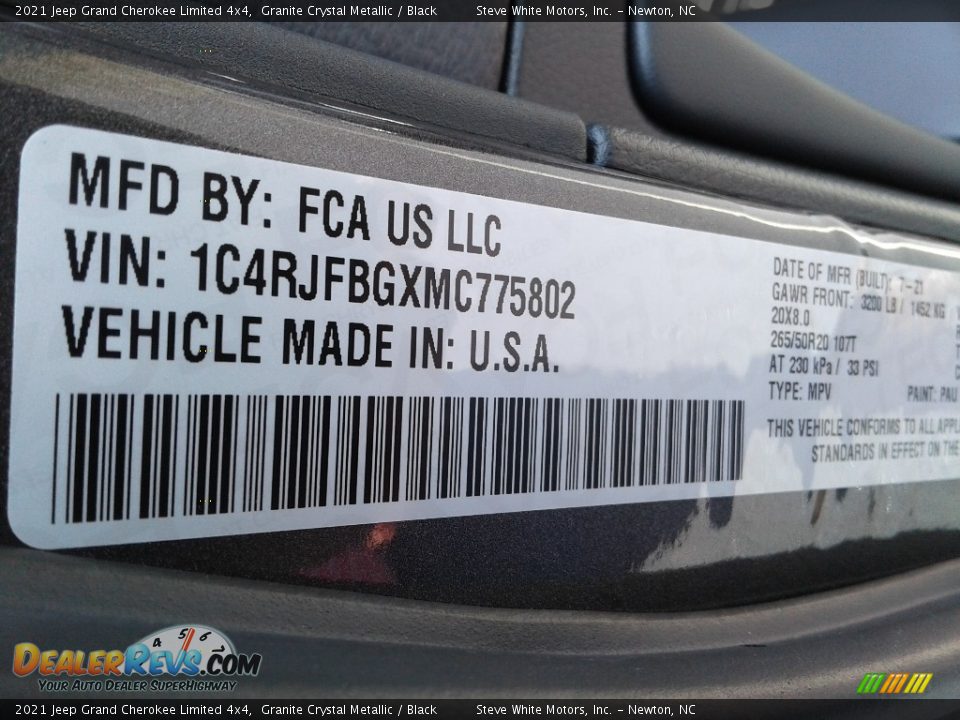 2021 Jeep Grand Cherokee Limited 4x4, Granite Crystal Metallic / Black Steve White Motors, Inc. - Newton, NC
MFD BY: FCA US LLC
VIN: 1C4RJFBGXMC775802
VEHICLE MADE IN: U.S.A.
DATE OF MFR (BUILT): 7-21
GAWR FRONT: 3200 LB / 1452 KG
20X8.0
265/50R20 107T
AT 230 kPa / 33 PSI
TYPE: MPV PAINT: PAU
THIS VEHICLE CONFORMS TO ALL
STANDARDS IN EFFECT ON THE
4 5 6
DEALERREVS.COM
YOUR AUTO DEALER SUPERHIGHWAY
2021 Jeep Grand Cherokee Limited 4x4, Granite Crystal Metallic / Black Steve White Motors, Inc. - Newton, NC